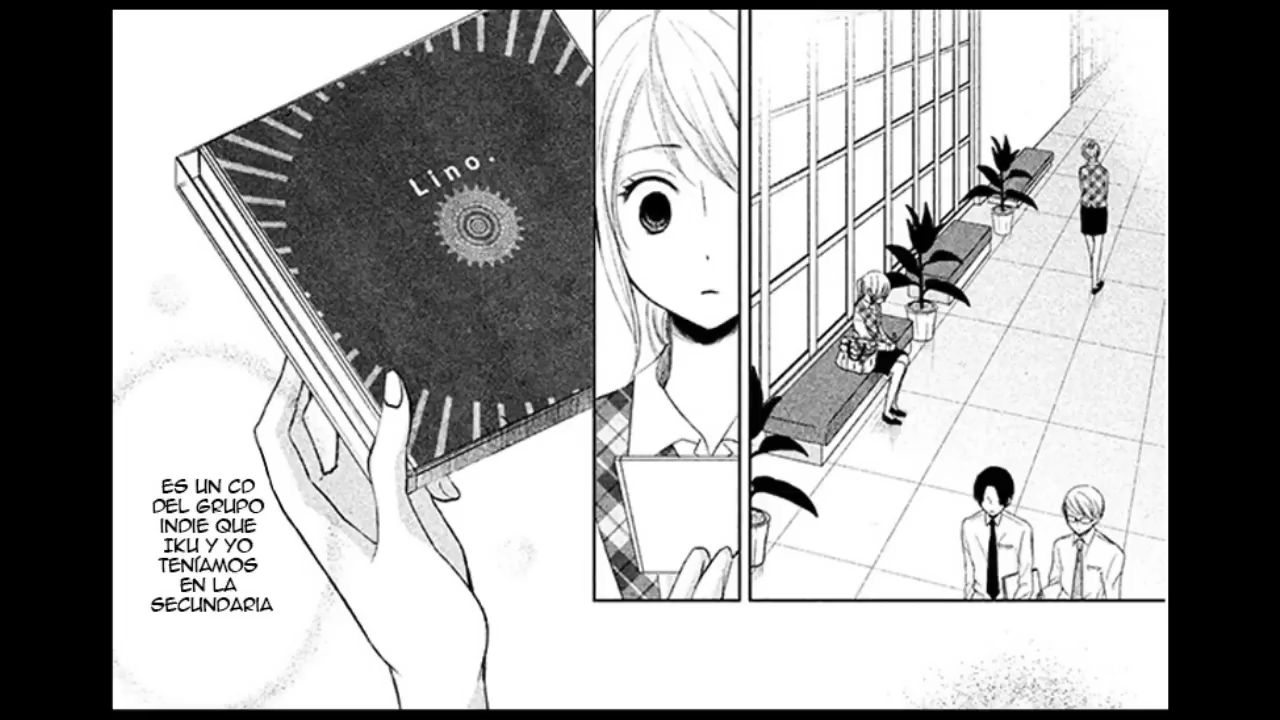 Lino.
ES UN CD
DEL GRUPO
INDIE QUE
IKU Y YO
TENÍAMOS
EN LA
SECUNDARIA